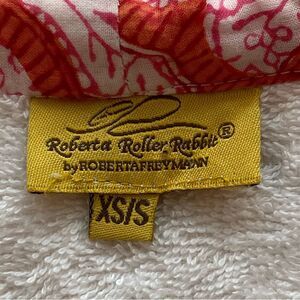 Roberta Roller Rabbit®
By ROBERTAFREYMANN
XS/S